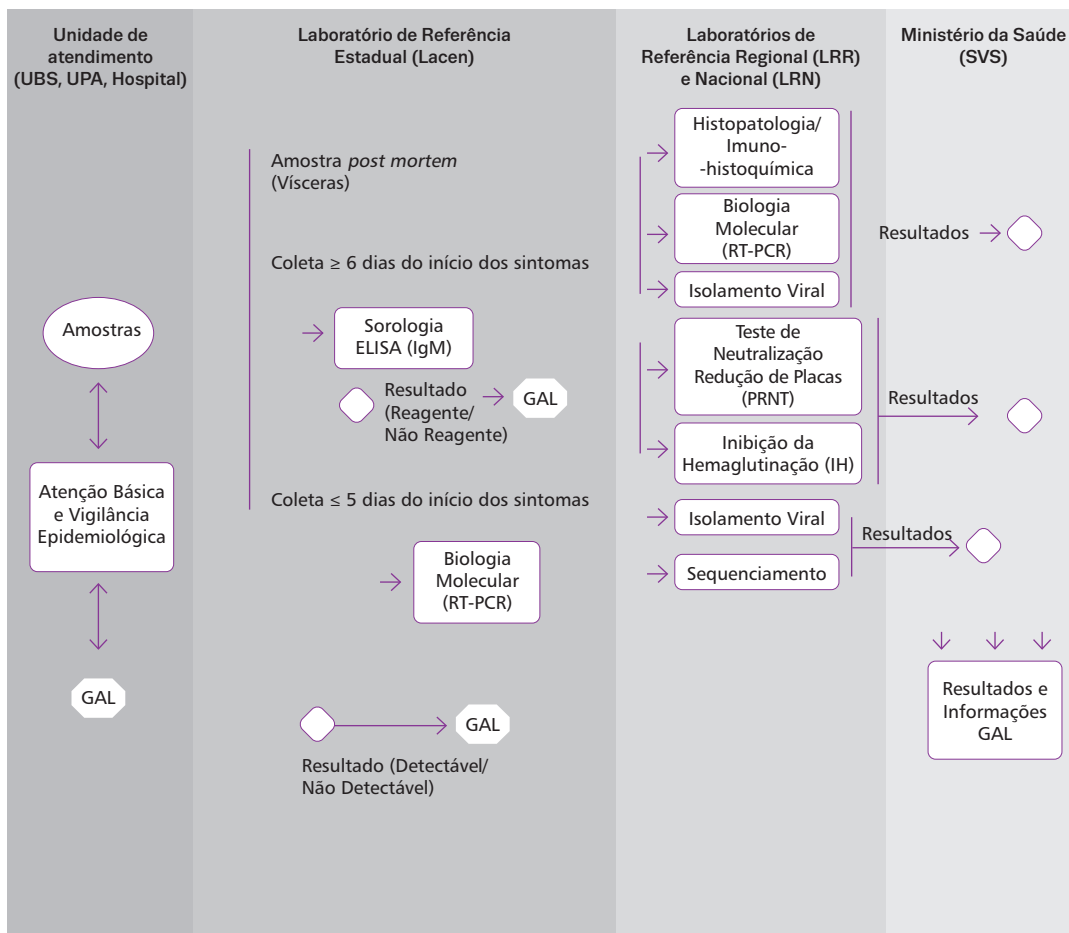 Unidade de
atendimento
(UBS, UPA, Hospital)
Amostras
Atenção Básica
e Vigilância
Epidemiológica
GAL
Laboratório de Referência
Estadual (Lacen)
Amostra post mortem
(Vísceras)
Coleta ≥ 6 dias do início dos sintomas
Sorologia
ELISA (IgM)
Resultado
(Reagente/
Não Reagente)
GAL
Coleta ≤ 5 dias do início dos sintomas
Biologia
Molecular
(RT-PCR)
GAL
Resultado (Detectável/
Não Detectável)
Laboratórios de
Referência Regional (LRR)
e Nacional (LRN)
Histopatologia/
Imuno-
-histoquímica
Biologia
Molecular
(RT-PCR)
Isolamento Viral
Teste de
Neutralização
Redução de Placas
(PRNT)
Inibição da
Hemaglutinação (IH)
Isolamento Viral
Sequenciamento
Ministério da Saúde
(SVS)
Resultados
Resultados
Resultados
Resultados e
Informações
GAL